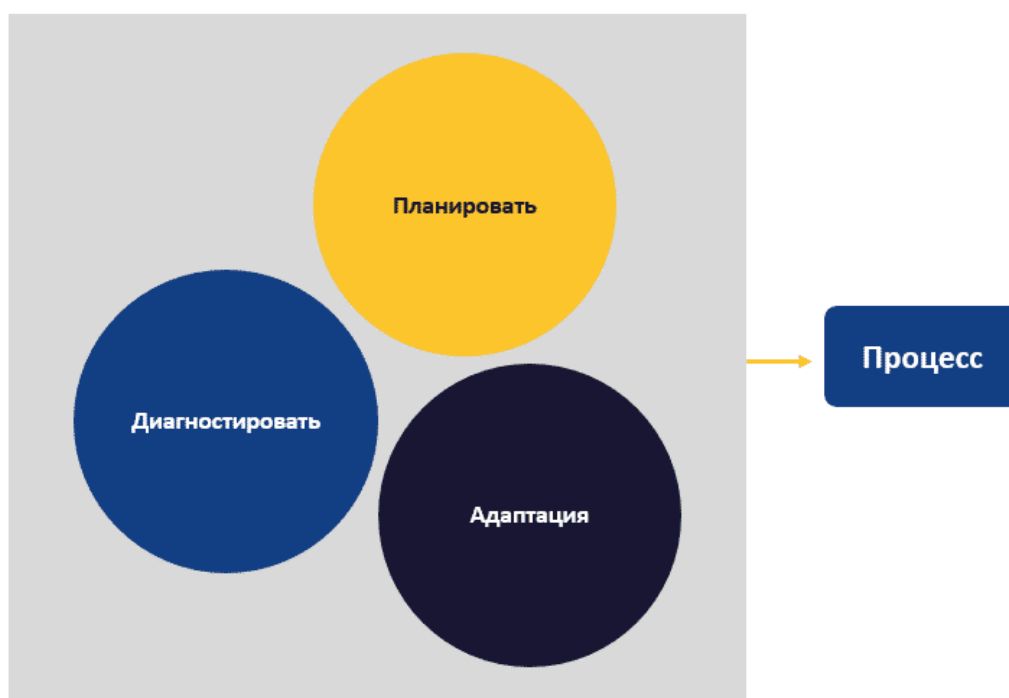 Планировать
Диагностировать
Адаптация
Процесс